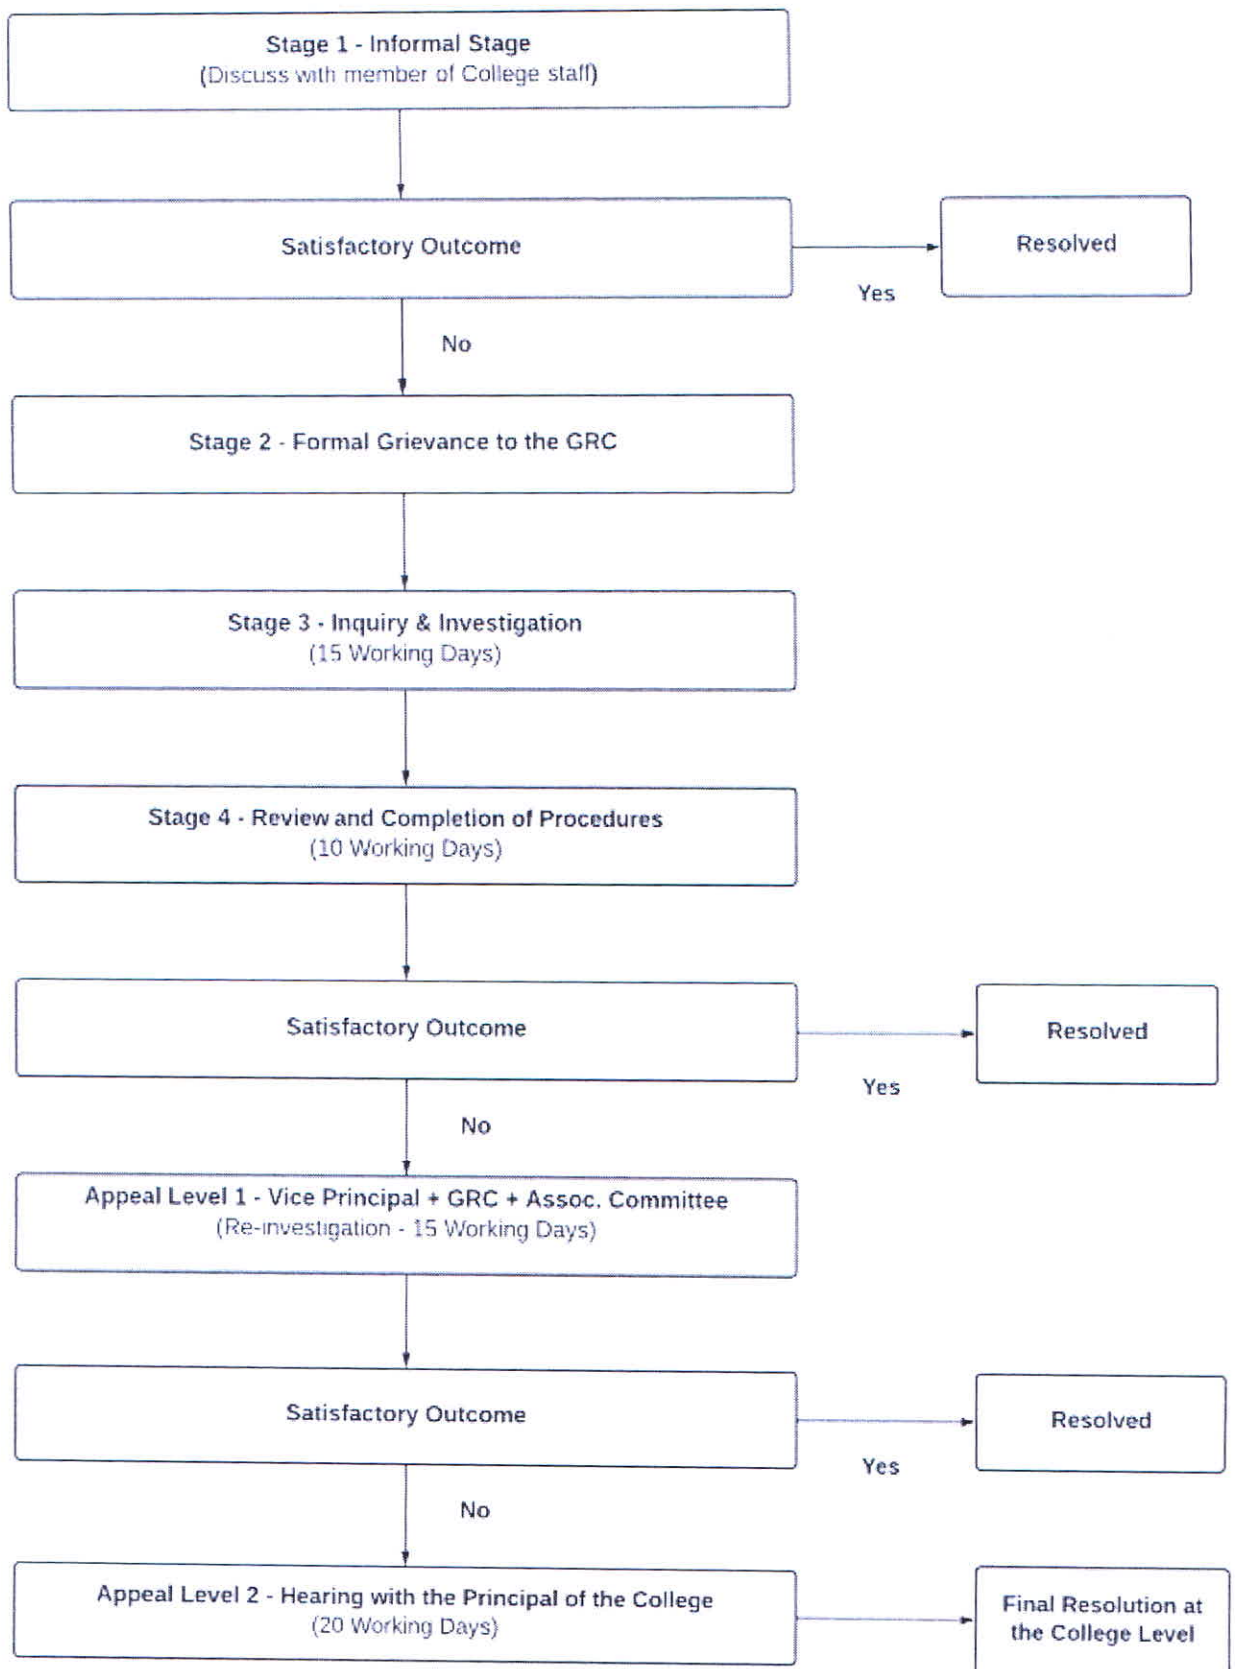 Stage 1 - Informal Stage
(Discuss with member of College staff)
Satisfactory Outcome
Resolved
Yes
No
Stage 2 - Formal Grievance to the GRC
Stage 3 - Inquiry & Investigation
(15 Working Days)
Stage 4 - Review and Completion of Procedures
(10 Working Days)
Satisfactory Outcome
Resolved
Yes
No
Appeal Level 1 - Vice Principal + GRC + Assoc. Committee
(Re-investigation - 15 Working Days)
Satisfactory Outcome
Resolved
Yes
No
Appeal Level 2 - Hearing with the Principal of the College
(20 Working Days)
Final Resolution at
the College Level